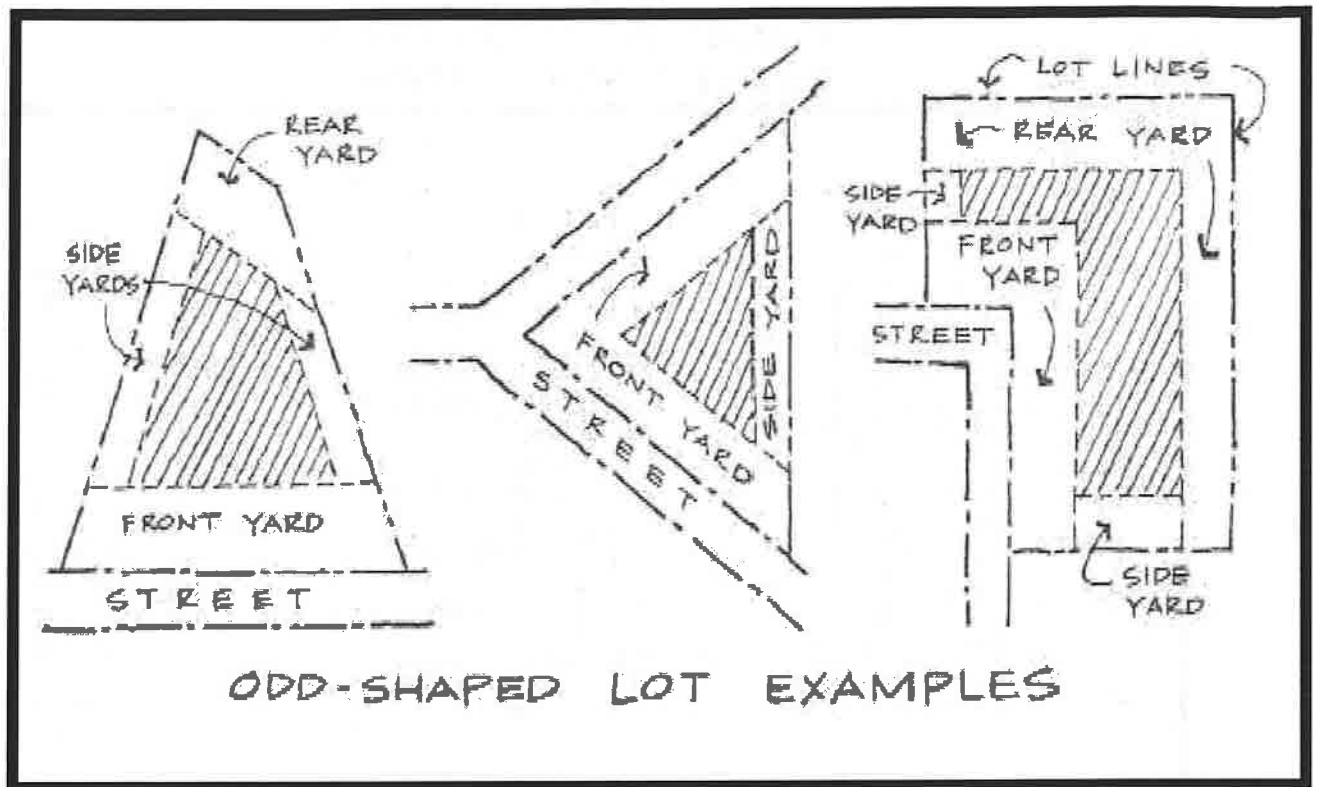 REAR
YARD
SIDE
YARDS
FRONT YARD
STREET
FRONT YARD
SIDE YARD
STREET
LOT LINES
REAR YARD
SIDE
YARD
FRONT
YARD
STREET
SIDE
YARD
ODD-SHAPED LOT EXAMPLES